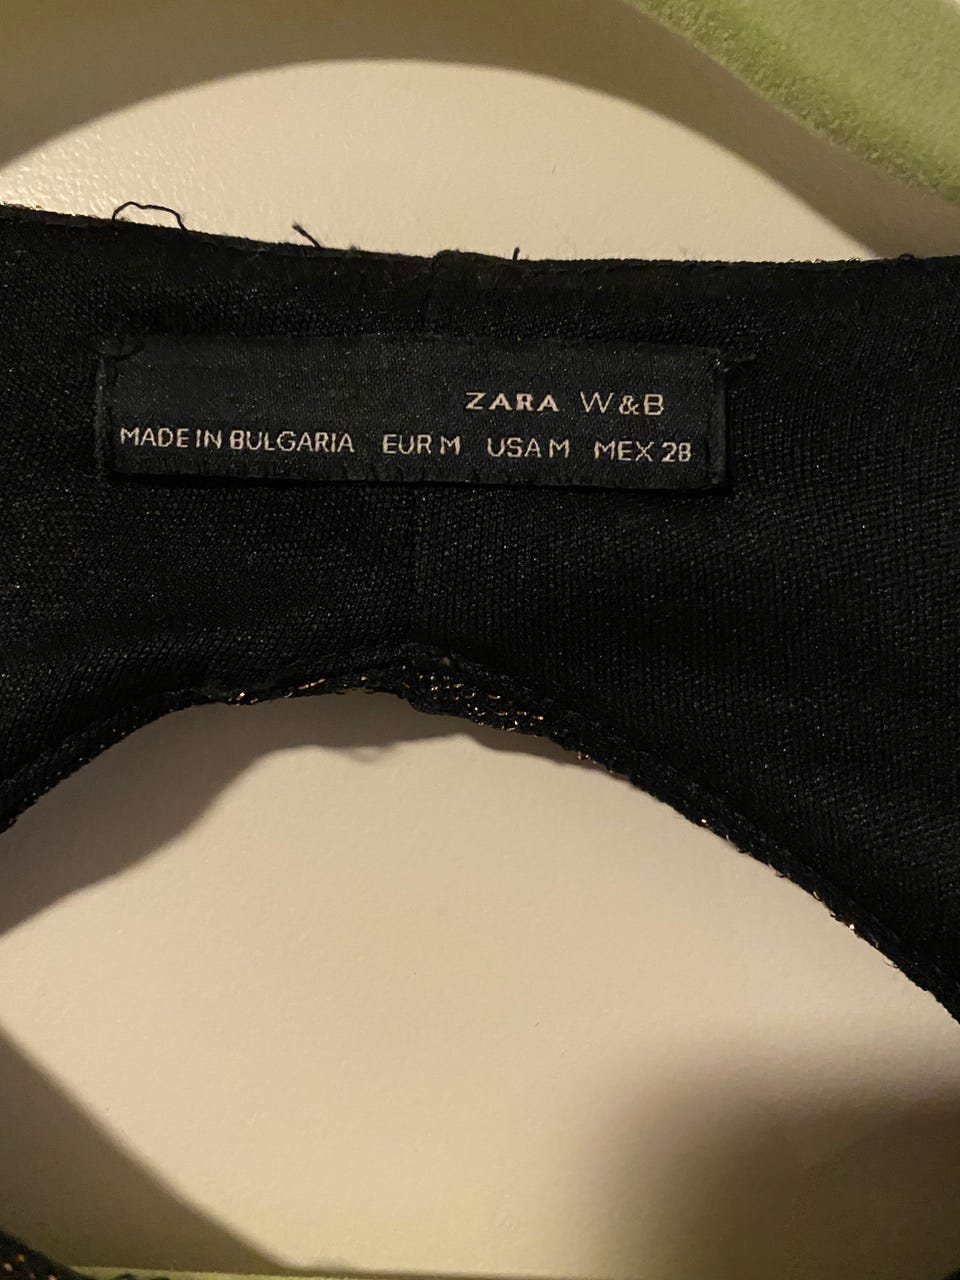 ZARA W&B
MADE IN BULGARIA EUR M USA M MEX 28